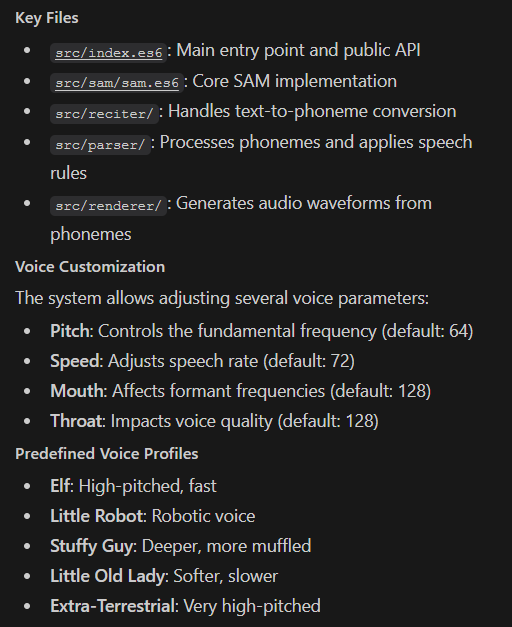 Key Files
• src/index.es6: Main entry point and public API
• src/sam/sam.es6: Core SAM implementation
• src/reciter/: Handles text-to-phoneme conversion
• src/parser/: Processes phonemes and applies speech
rules
• src/renderer/: Generates audio waveforms from
phonemes
Voice Customization
The system allows adjusting several voice parameters:
• Pitch: Controls the fundamental frequency (default: 64)
• Speed: Adjusts speech rate (default: 72)
• Mouth: Affects formant frequencies (default: 128)
• Throat: Impacts voice quality (default: 128)
Predefined Voice Profiles
• Elf: High-pitched, fast
• Little Robot: Robotic voice
• Stuffy Guy: Deeper, more muffled
• Little Old Lady: Softer, slower
• Extra-Terrestrial: Very high-pitched